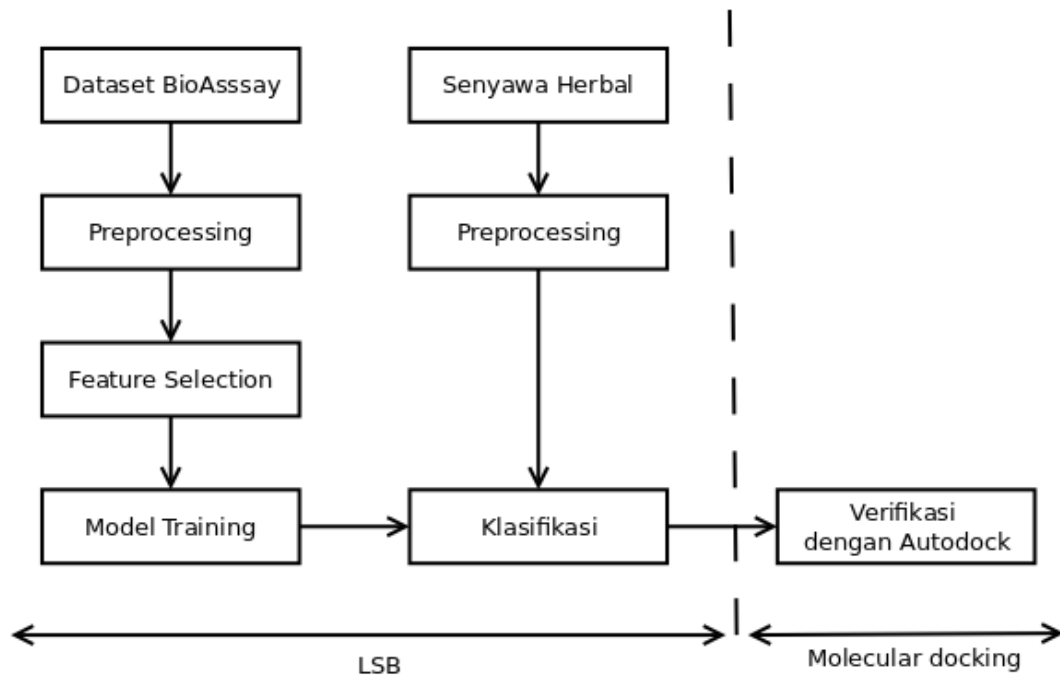 Dataset BioAsssay
Senyawa Herbal
Preprocessing
Preprocessing
Feature Selection
Model Training
Klasifikasi
Verifikasi
dengan Autodock
LSB
Molecular docking